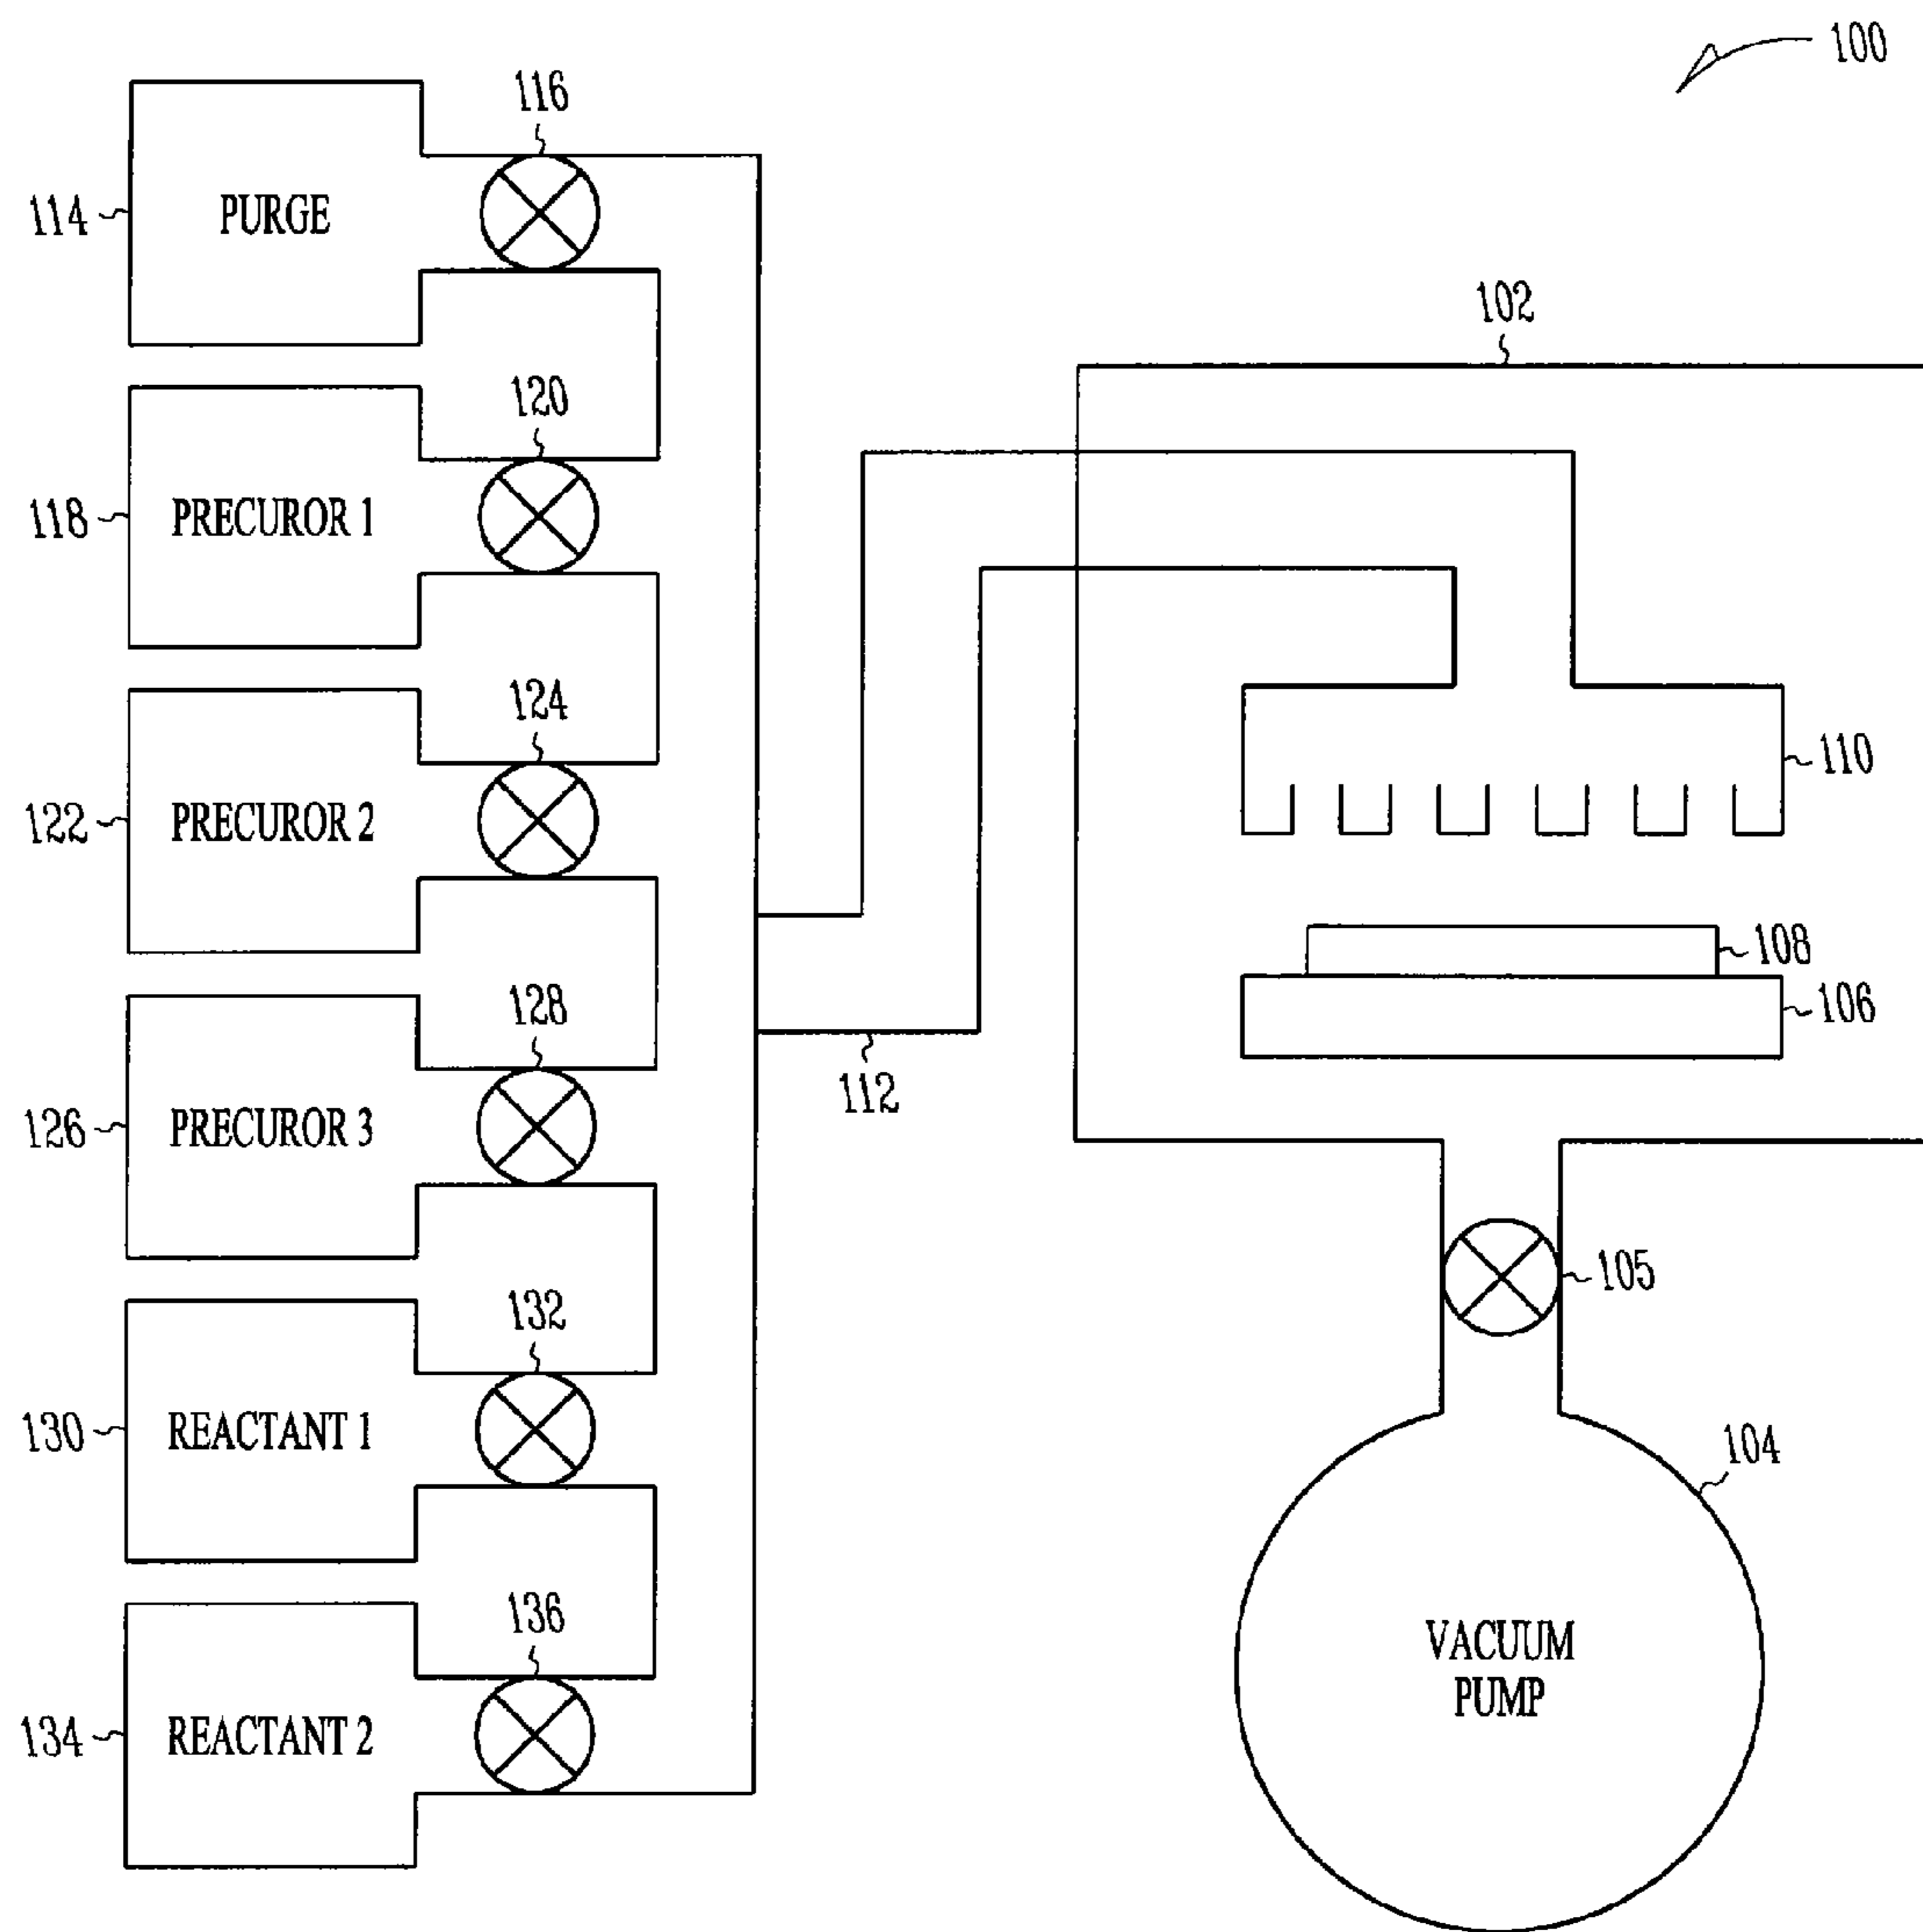 100
116
114
PURGE
102
120
118
PRECUROR 1
124
110
122
PRECUROR 2
108
106
128
112
126
PRECUROR 3
105
132
130
REACTANT 1
104
136
134
REACTANT 2
VACUUM
PUMP